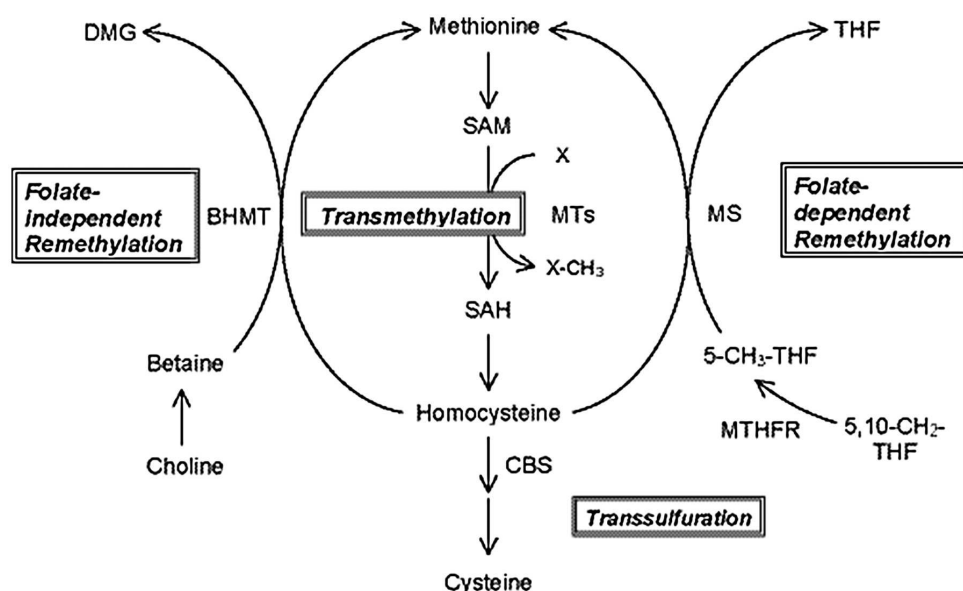 DMG
Methionine
THF
SAM
X
Folate-
independent
Remethylation
BHMT
Transmethylation
MTs
MS
Folate-
dependent
Remethylation
X-CH₃
SAH
Betaine
5-CH₃-THF
Homocysteine
MTHFR
5,10-CH₂-
THF
Choline
CBS
Transsulfuration
Cysteine